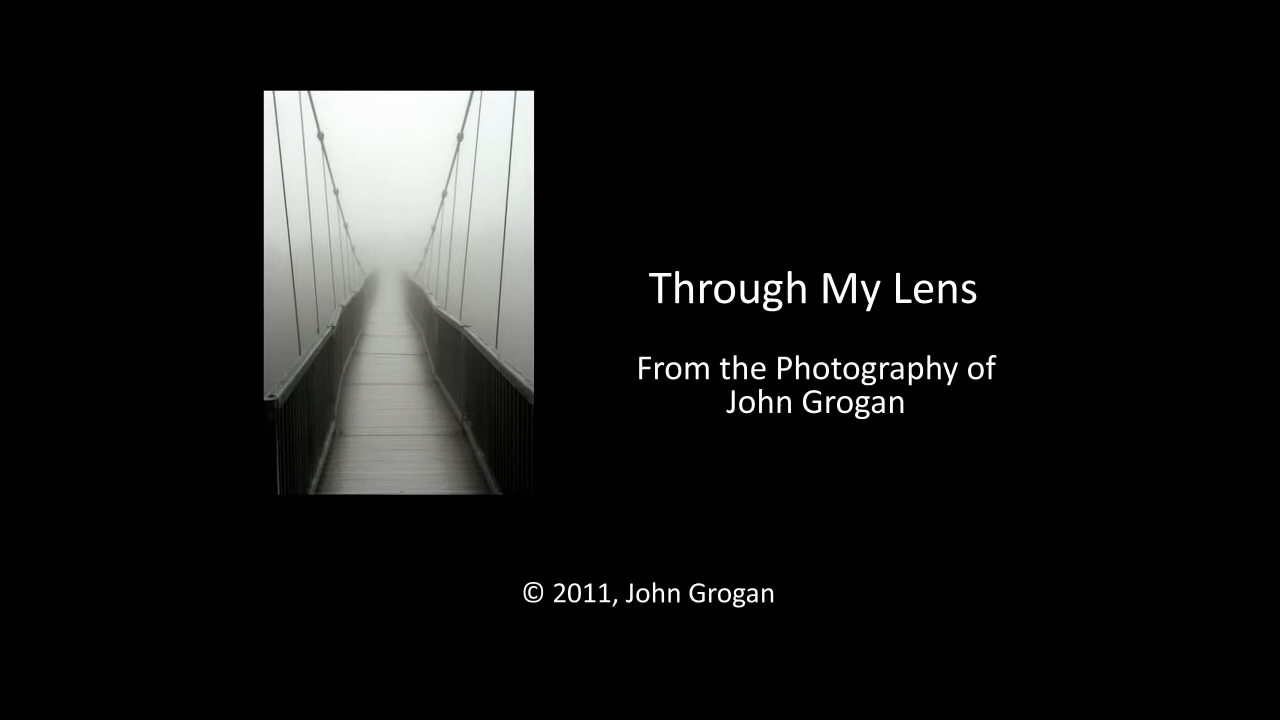 Through My Lens
From the Photography of
John Grogan
© 2011, John Grogan